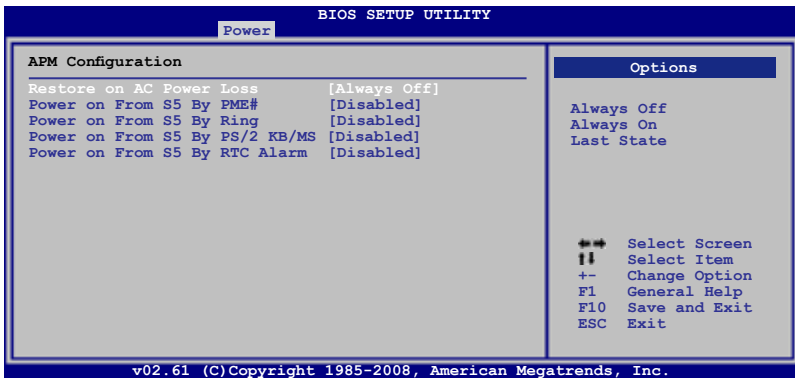 BIOS SETUP UTILITY
Power
APM Configuration
Restore on AC Power Loss [Always Off]
Power on From S5 By PME# [Disabled]
Power on From S5 By Ring [Disabled]
Power on From S5 By PS/2 KB/MS [Disabled]
Power on From S5 By RTC Alarm [Disabled]
Options
Always Off
Always On
Last State
Select Screen
Select Item
+- Change Option
F1 General Help
F10 Save and Exit
ESC Exit
v02.61 (C)Copyright 1985-2008, American Megatrends, Inc.